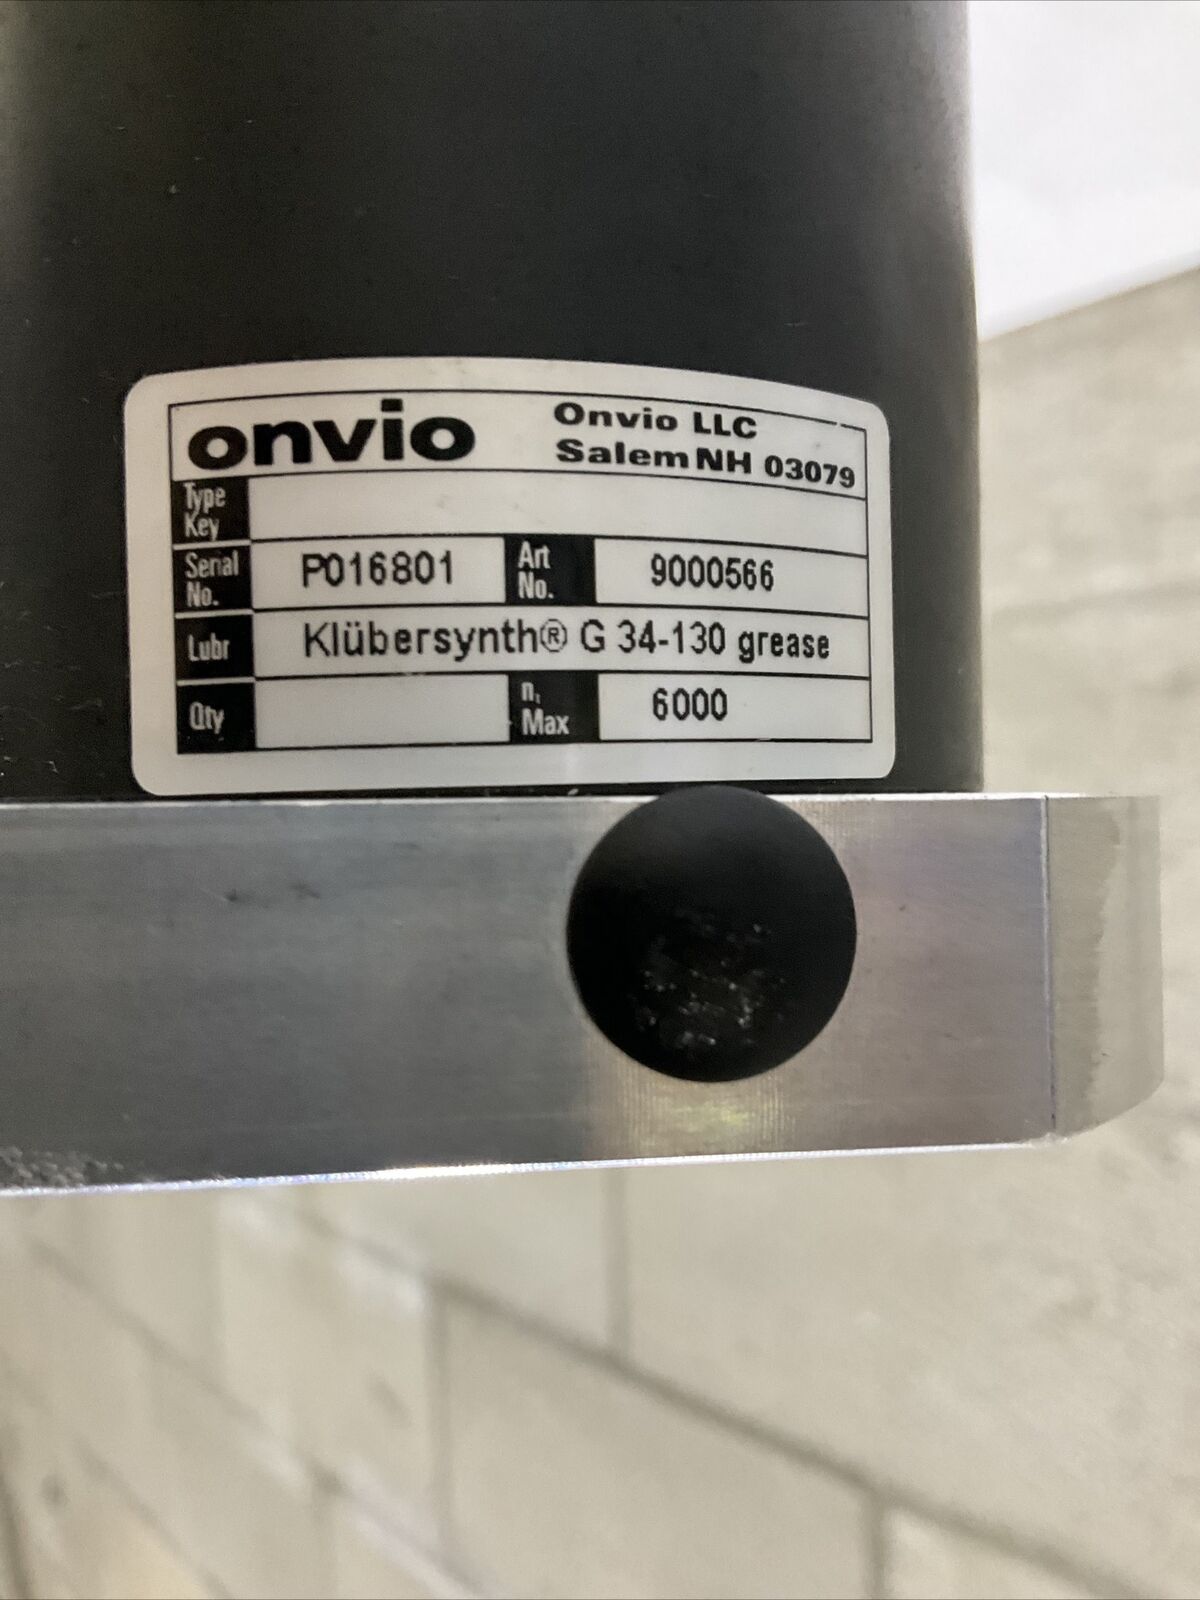 onvio
Onvio LLC
Salem NH 03079
Type
Key
Serial
No.
P016801
Art
No.
9000566
Lubr
Klübersynth® G 34-130 grease
Qty
n₁
Max
6000